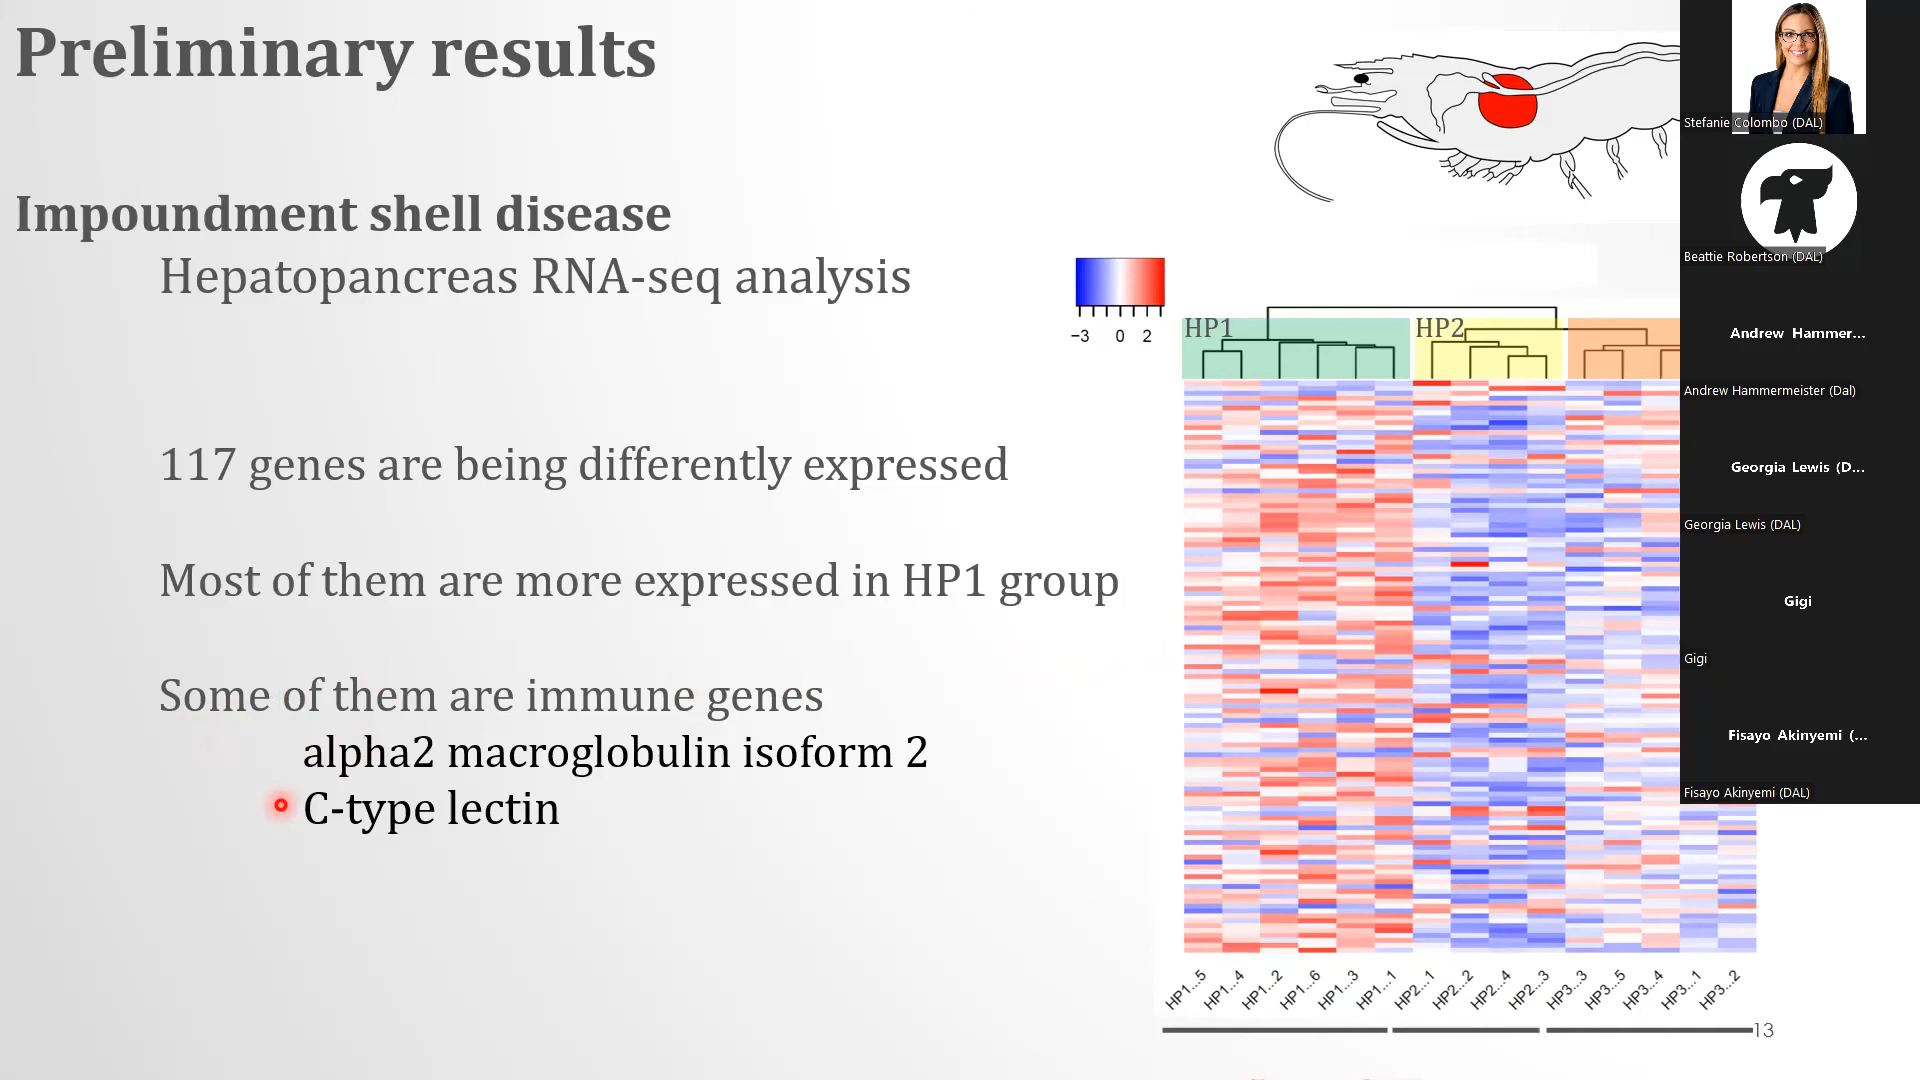 Preliminary results
Impoundment shell disease
Hepatopancreas RNA-seq analysis
117 genes are being differently expressed
Most of them are more expressed in HP1 group
Some of them are immune genes
alpha2 macroglobulin isoform 2
C-type lectin
−3 0 2
HP1 HP2
HP1...5 HP1...4 HP1...2 HP1...6 HP1...3 HP1...1 HP2...1 HP2...2 HP2...4 HP2...3 HP3...3 HP3...5 HP3...4 HP3...1 HP3...2
13
Stefanie Colombo (DAL)
Beattie Robertson (DAL)
Andrew Hammer...
Andrew Hammermeister (Dal)
Georgia Lewis (D...
Georgia Lewis (DAL)
Gigi
Gigi
Fisayo Akinyemi (...
Fisayo Akinyemi (DAL)